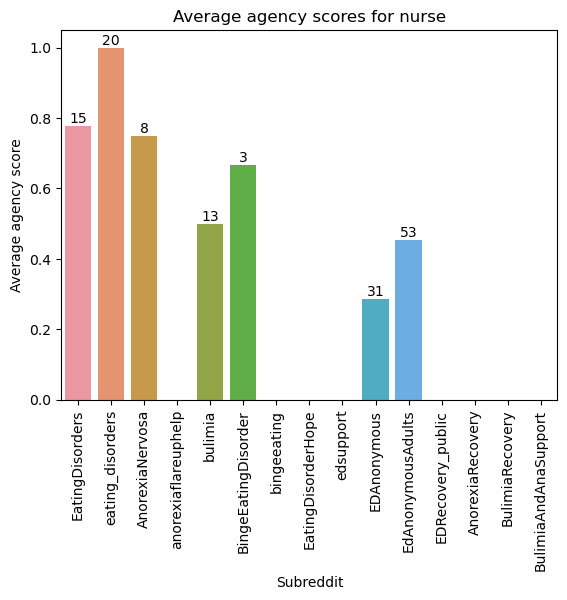 Average agency scores for nurse
Average agency score
1.0
0.8
0.6
0.4
0.2
0.0
15
20
8
13
3
31
53
EatingDisorders
eating_disorders
AnorexiaNervosa
anorexiaflareuphelp
bulimia
BingeEatingDisorder
bingeeating
EatingDisorderHope
edsupport
EDAnonymous
EdAnonymousAdults
EDRecovery_public
AnorexiaRecovery
BulimiaRecovery
BulimiaAndAnaSupport
Subreddit